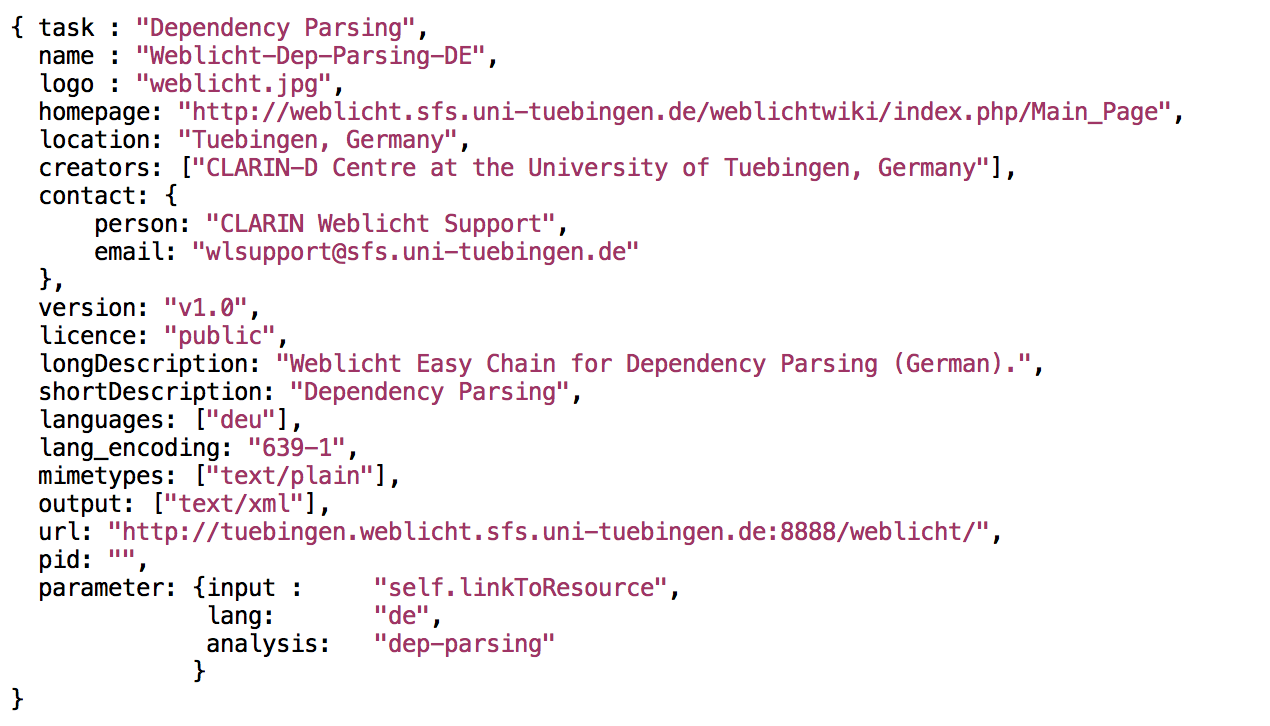 { task : "Dependency Parsing",
name : "Weblicht-Dep-Parsing-DE",
logo : "weblicht.jpg",
homepage: "http://weblicht.sfs.uni-tuebingen.de/weblichtwiki/index.php/Main_Page",
location: "Tuebingen, Germany",
creators: ["CLARIN-D Centre at the University of Tuebingen, Germany"],
contact: {
person: "CLARIN Weblicht Support",
email: "wlsupport@sfs.uni-tuebingen.de"
},
version: "v1.0",
licence: "public",
longDescription: "Weblicht Easy Chain for Dependency Parsing (German).",
shortDescription: "Dependency Parsing",
languages: ["deu"],
lang_encoding: "639-1",
mimetypes: ["text/plain"],
output: ["text/xml"],
url: "http://tuebingen.weblicht.sfs.uni-tuebingen.de:8888/weblicht/",
pid: "",
parameter: {input : "self.linkToResource",
lang: "de",
analysis: "dep-parsing"
}
}